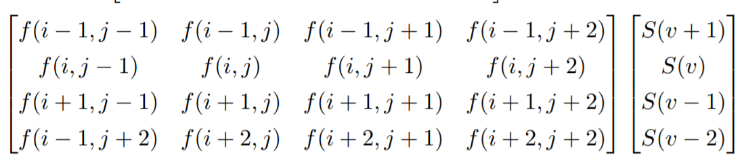 f(i − 1, j − 1) f(i − 1, j) f(i − 1, j + 1) f(i − 1, j + 2) S(v + 1)
f(i, j − 1) f(i, j) f(i, j + 1) f(i, j + 2) S(v)
f(i + 1, j − 1) f(i + 1, j) f(i + 1, j + 1) f(i + 1, j + 2) S(v − 1)
f(i − 1, j + 2) f(i + 2, j) f(i + 2, j + 1) f(i + 2, j + 2) S(v − 2)